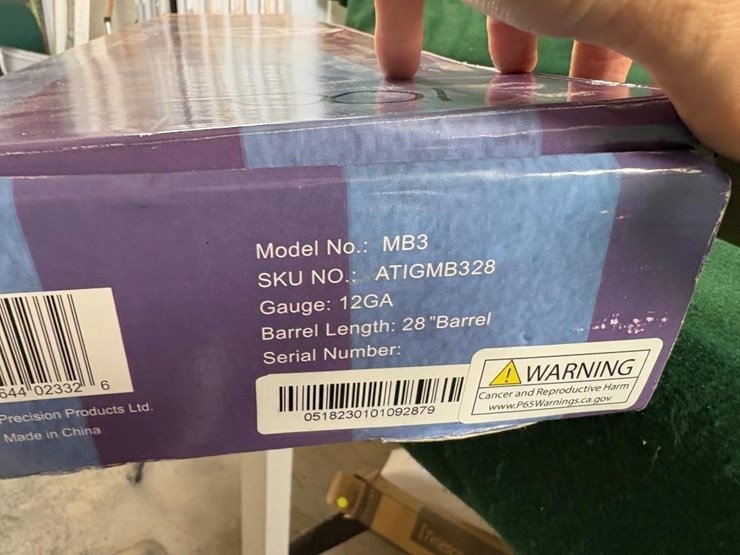 Model No.: MB3
SKU NO.: ATIGMB328
Gauge: 12GA
Barrel Length: 28"Barrel
Serial Number:
0518230101092879
WARNING
Cancer and Reproductive Harm
www.P65Warnings.ca.gov
644 02332 6
Precision Products Ltd.
Made in China